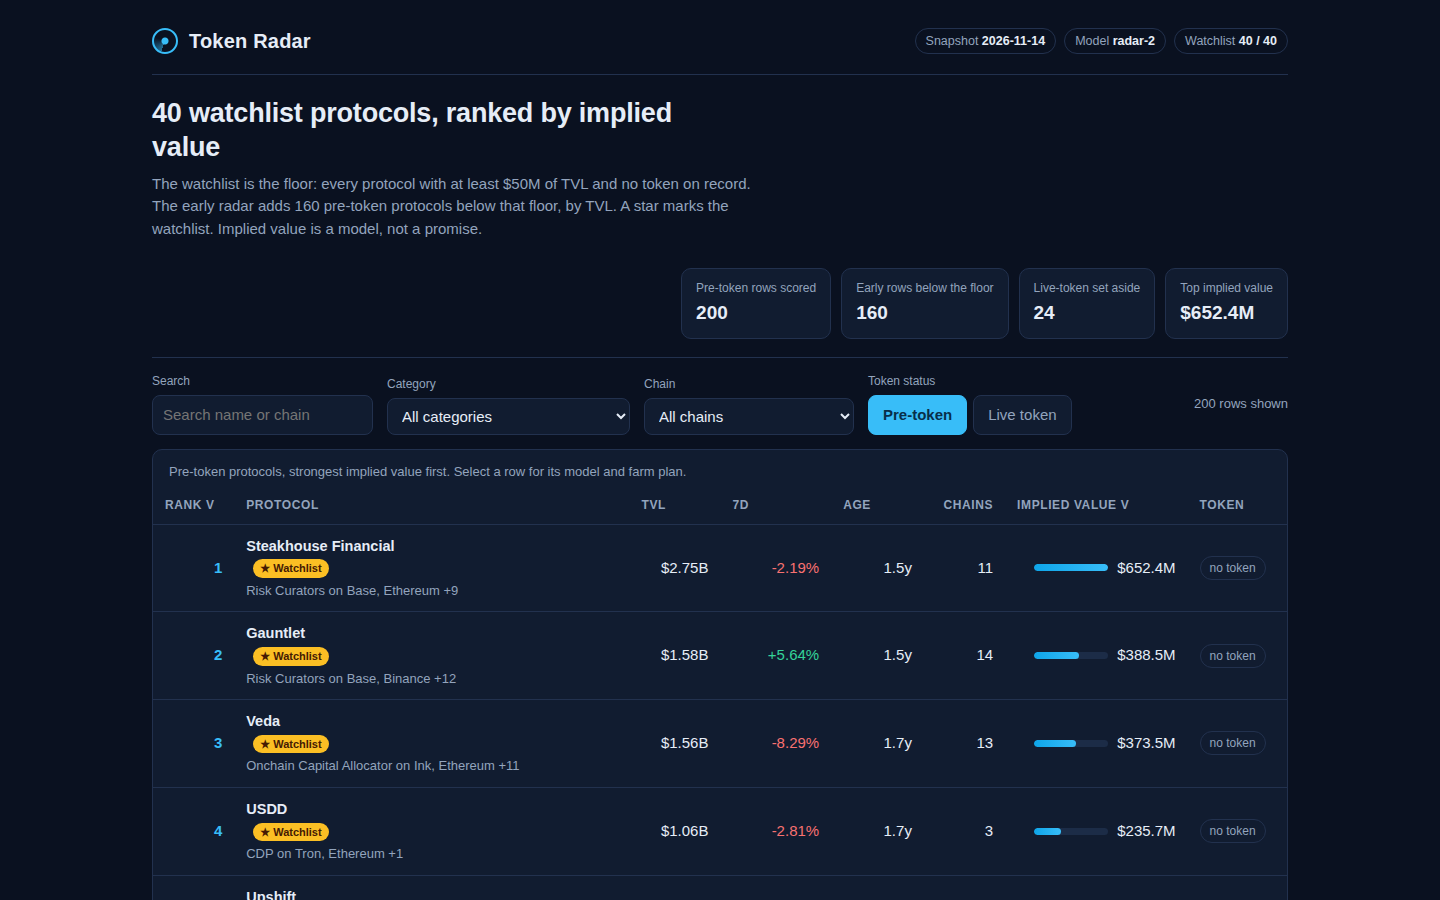 Token Radar
Snapshot 2026-11-14
Model radar-2
Watchlist 40 / 40
40 watchlist protocols, ranked by implied
value
The watchlist is the floor: every protocol with at least $50M of TVL and no token on record.
The early radar adds 160 pre-token protocols below that floor, by TVL. A star marks the
watchlist. Implied value is a model, not a promise.
Pre-token rows scored
200
Early rows below the floor
160
Live-token set aside
24
Top implied value
$652.4M
Search
Search name or chain
Category
All categories
Chain
All chains
Token status
Pre-token
Live token
200 rows shown
Pre-token protocols, strongest implied value first. Select a row for its model and farm plan.
RANK V PROTOCOL TVL 7D AGE CHAINS IMPLIED VALUE V TOKEN
Steakhouse Financial
1 ★ Watchlist $2.75B -2.19% 1.5y 11 $652.4M no token
Risk Curators on Base, Ethereum +9
Gauntlet
2 ★ Watchlist $1.58B +5.64% 1.5y 14 $388.5M no token
Risk Curators on Base, Binance +12
Veda
3 ★ Watchlist $1.56B -8.29% 1.7y 13 $373.5M no token
Onchain Capital Allocator on Ink, Ethereum +11
USDD
4 ★ Watchlist $1.06B -2.81% 1.7y 3 $235.7M no token
CDP on Tron, Ethereum +1
Upshift